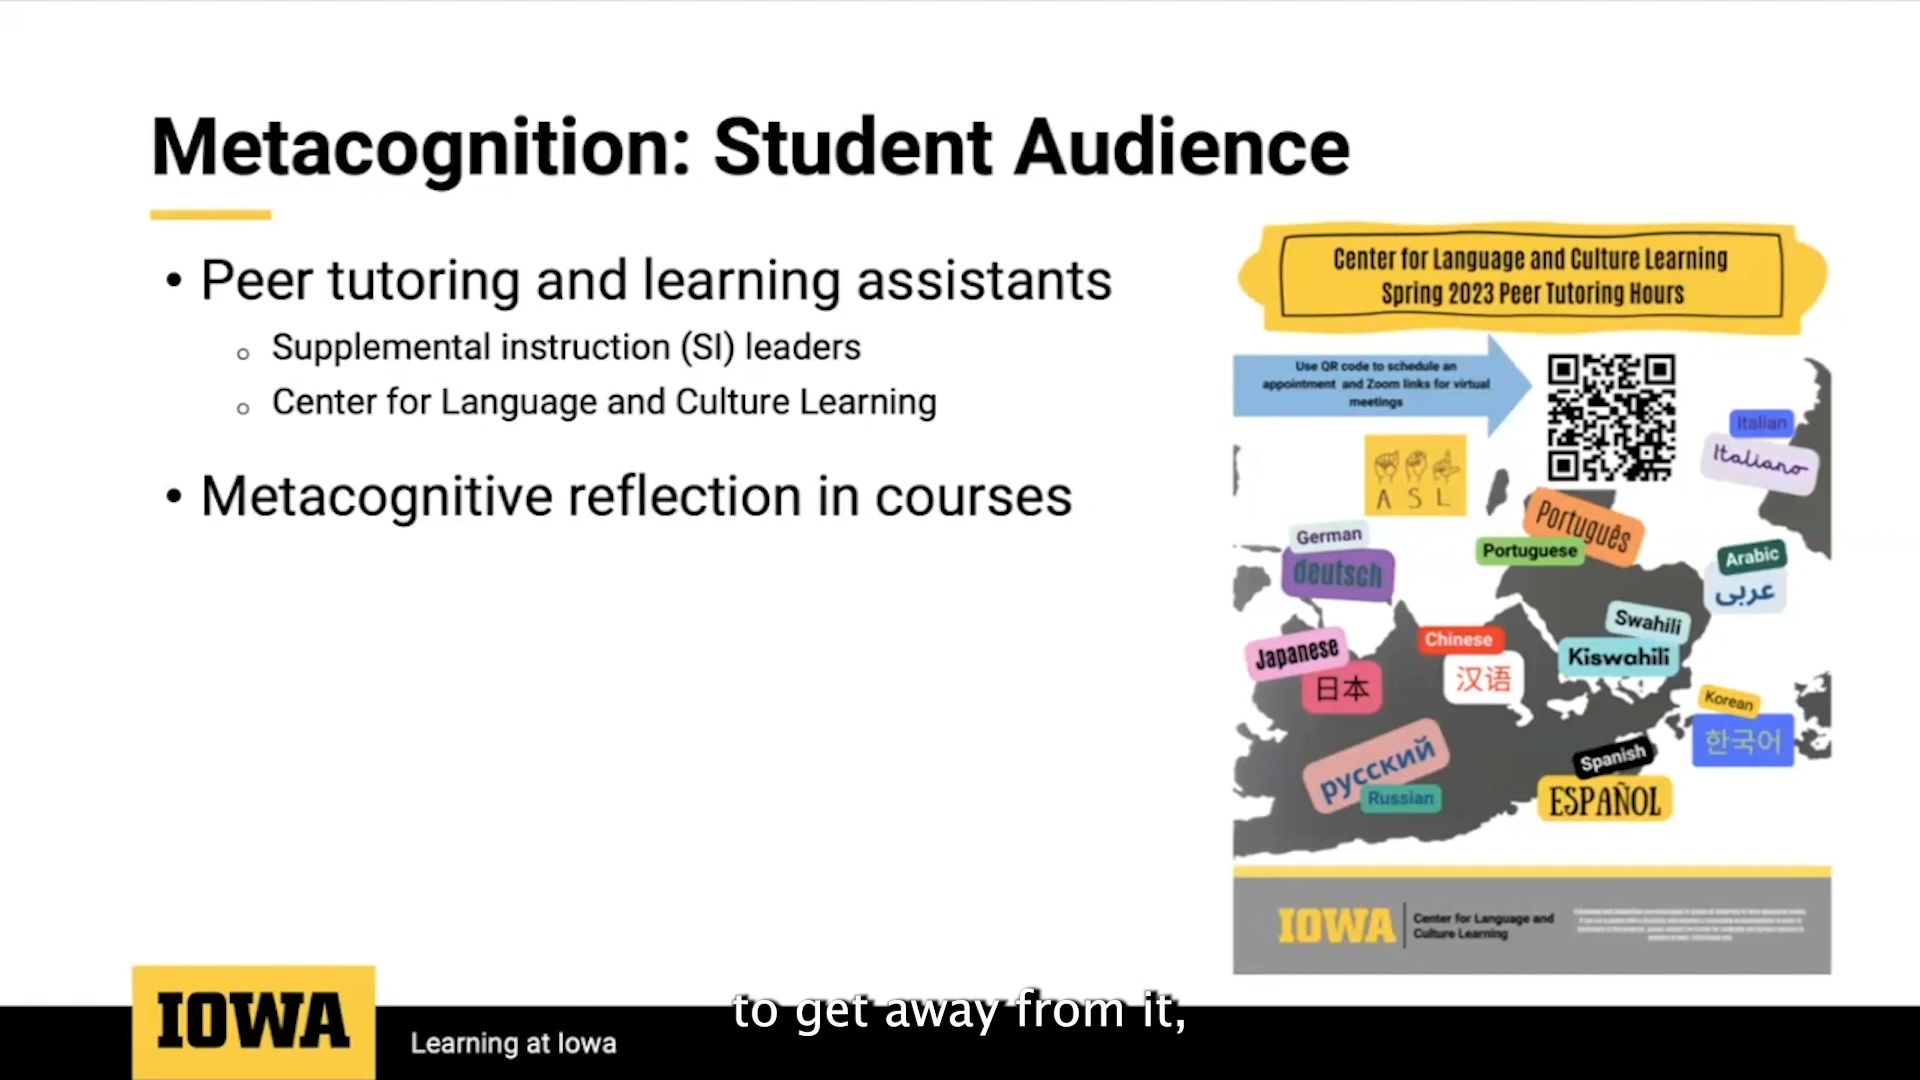 Metacognition: Student Audience
• Peer tutoring and learning assistants
o Supplemental instruction (SI) leaders
o Center for Language and Culture Learning
• Metacognitive reflection in courses
Center for Language and Culture Learning
Spring 2023 Peer Tutoring Hours
Use QR code to schedule an
appointment and Zoom links for virtual
meetings
Italian
Italiano
A S L
Português
Portuguese
German
deutsch
Arabic
عربى
Swahili
Kiswahili
Chinese
汉语
Japanese
日本
Korean
한국어
русский
Russian
Spanish
ESPAÑOL
IOWA
Center for Language and
Culture Learning
IOWA
Learning at Iowa
to get away from it,